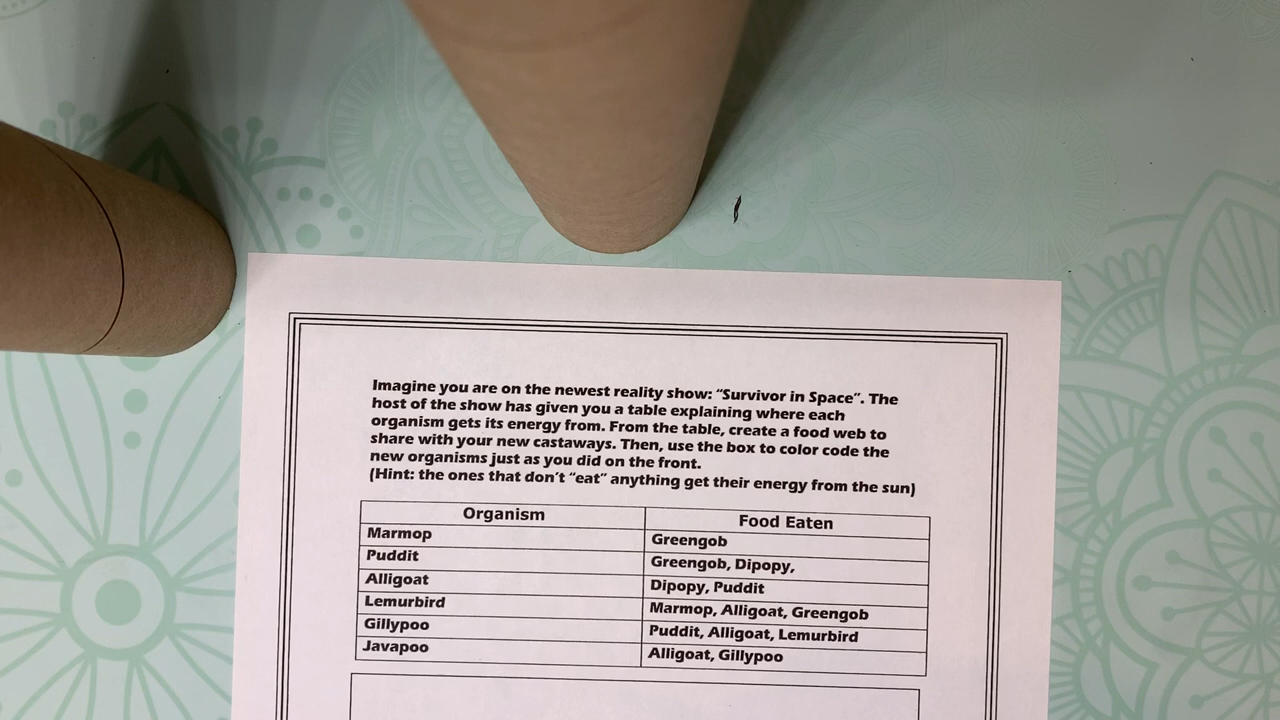 Imagine you are on the newest reality show: “Survivor in Space”. The
host of the show has given you a table explaining where each
organism gets its energy from. From the table, create a food web to
share with your new castaways. Then, use the box to color code the
new organisms just as you did on the front.
(Hint: the ones that don’t “eat” anything get their energy from the sun)
Organism Food Eaten
Marmop Greengob
Puddit Greengob, Dipopy,
Alligoat Dipopy, Puddit
Lemurbird Marmop, Alligoat, Greengob
Gillypoo Puddit, Alligoat, Lemurbird
Javapoo Alligoat, Gillypoo